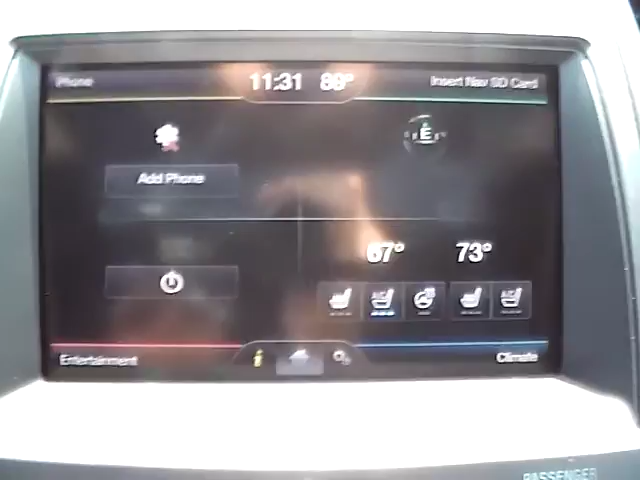 Phone
11:31 89°
Insert Nav SD Card
E
Add Phone
67° 73°
A/C A/C
Entertainment
i
Climate
PASSENGER